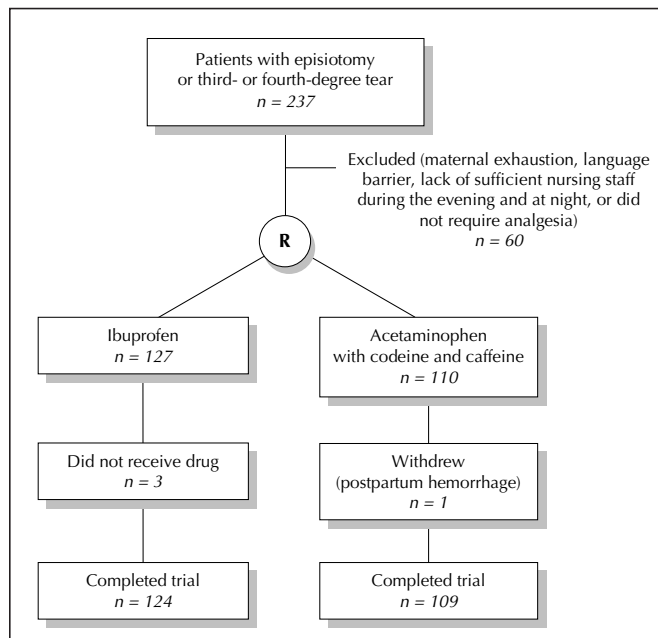 Patients with episiotomy
or third- or fourth-degree tear
n = 237
Excluded (maternal exhaustion, language
barrier, lack of sufficient nursing staff
during the evening and at night, or did
not require analgesia)
n = 60
R
Ibuprofen
n = 127
Acetaminophen
with codeine and caffeine
n = 110
Did not receive drug
n = 3
Withdrew
(postpartum hemorrhage)
n = 1
Completed trial
n = 124
Completed trial
n = 109